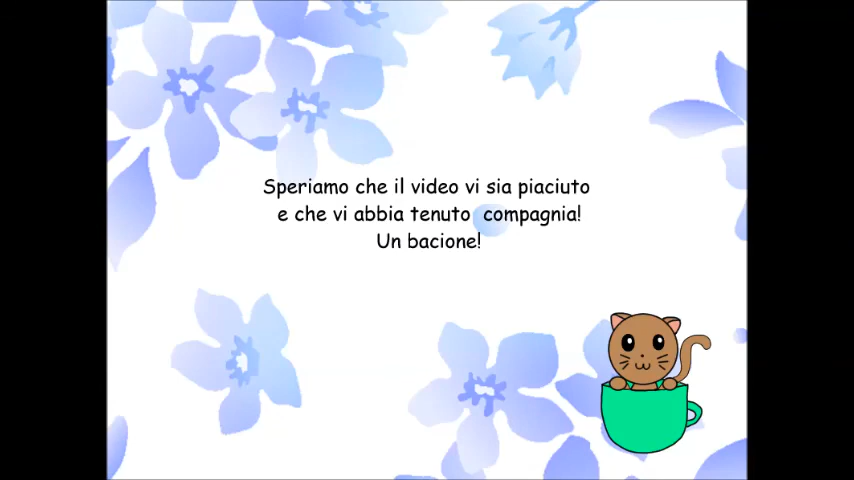 Speriamo che il video vi sia piaciuto
e che vi abbia tenuto compagnia!
Un bacione!